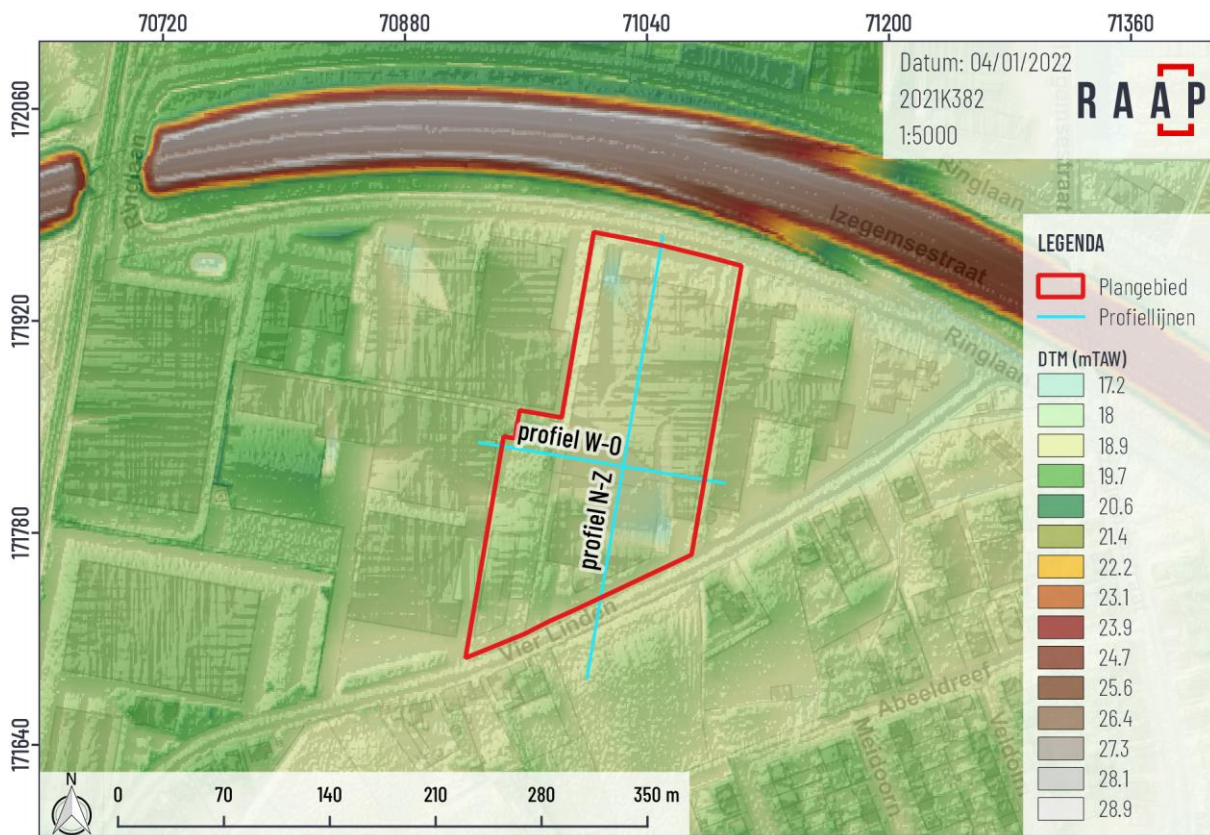 70720 70880 71040 71200 71360
172060
171920
171780
171640
Datum: 04/01/2022
2021K382
1:5000
RAAP
LEGENDA
Plangebied
Profiellijnen
DTM (mTAW)
17.2
18
18.9
19.7
20.6
21.4
22.2
23.1
23.9
24.7
25.6
26.4
27.3
28.1
28.9
Ringlaan
Ringlaan
Izegemsestraat
Ringlaan
profiel W-O
profiel N-Z
Vier Linden
Abeeldreef
Meldoorn
N
0 70 140 210 280 350 m